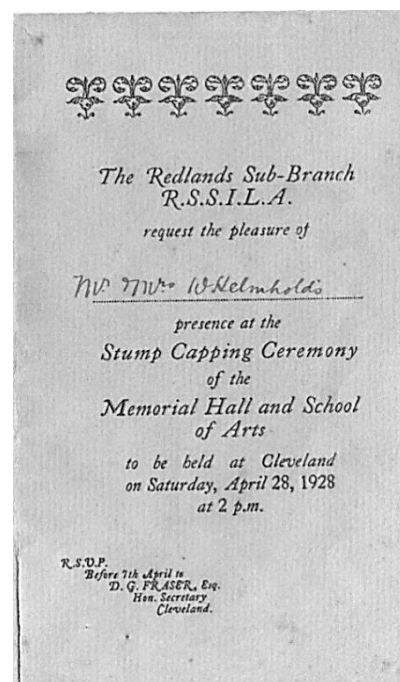 The Redlands Sub-Branch
R.S.S.I.L.A.
request the pleasure of
Mr. & Mrs. W Helmhold's
presence at the
Stump Capping Ceremony
of the
Memorial Hall and School
of Arts
to be held at Cleveland
on Saturday, April 28, 1928
at 2 p.m.
R.S.V.P.
Before 7th April to
D. G. FRASER, Esq.
Hon. Secretary
Cleveland.